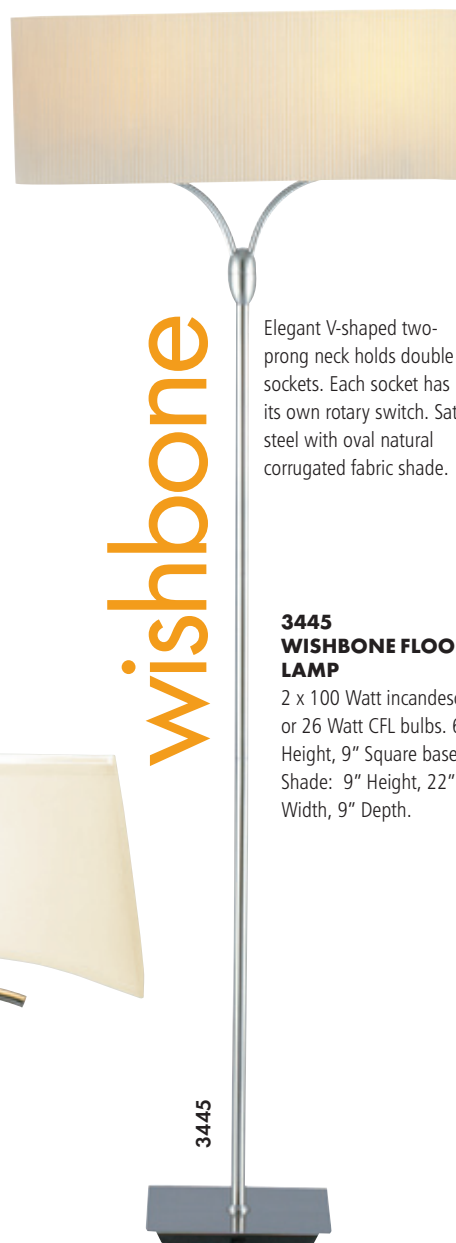 wishbone
Elegant V-shaped two-
prong neck holds double
sockets. Each socket has
its own rotary switch.
steel with oval natural
corrugated fabric shade.
3445
WISHBONE
LAMP
2 x 100 Watt
or 26 Watt CFL bulbs.
Height, 9" Square base
Shade: 9" Height, 22"
Width, 9" Depth.
3445